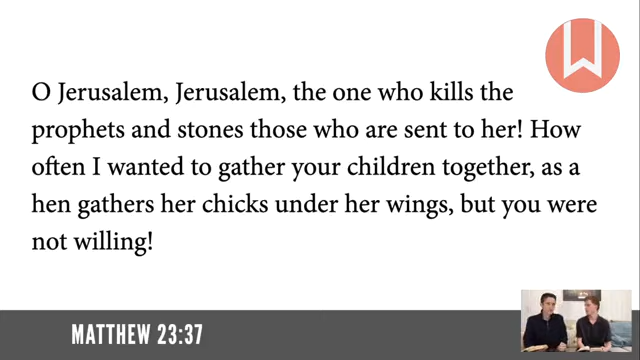 O Jerusalem, Jerusalem, the one who kills the
prophets and stones those who are sent to her! How
often I wanted to gather your children together, as a
hen gathers her chicks under her wings, but you were
not willing!
MATTHEW 23:37